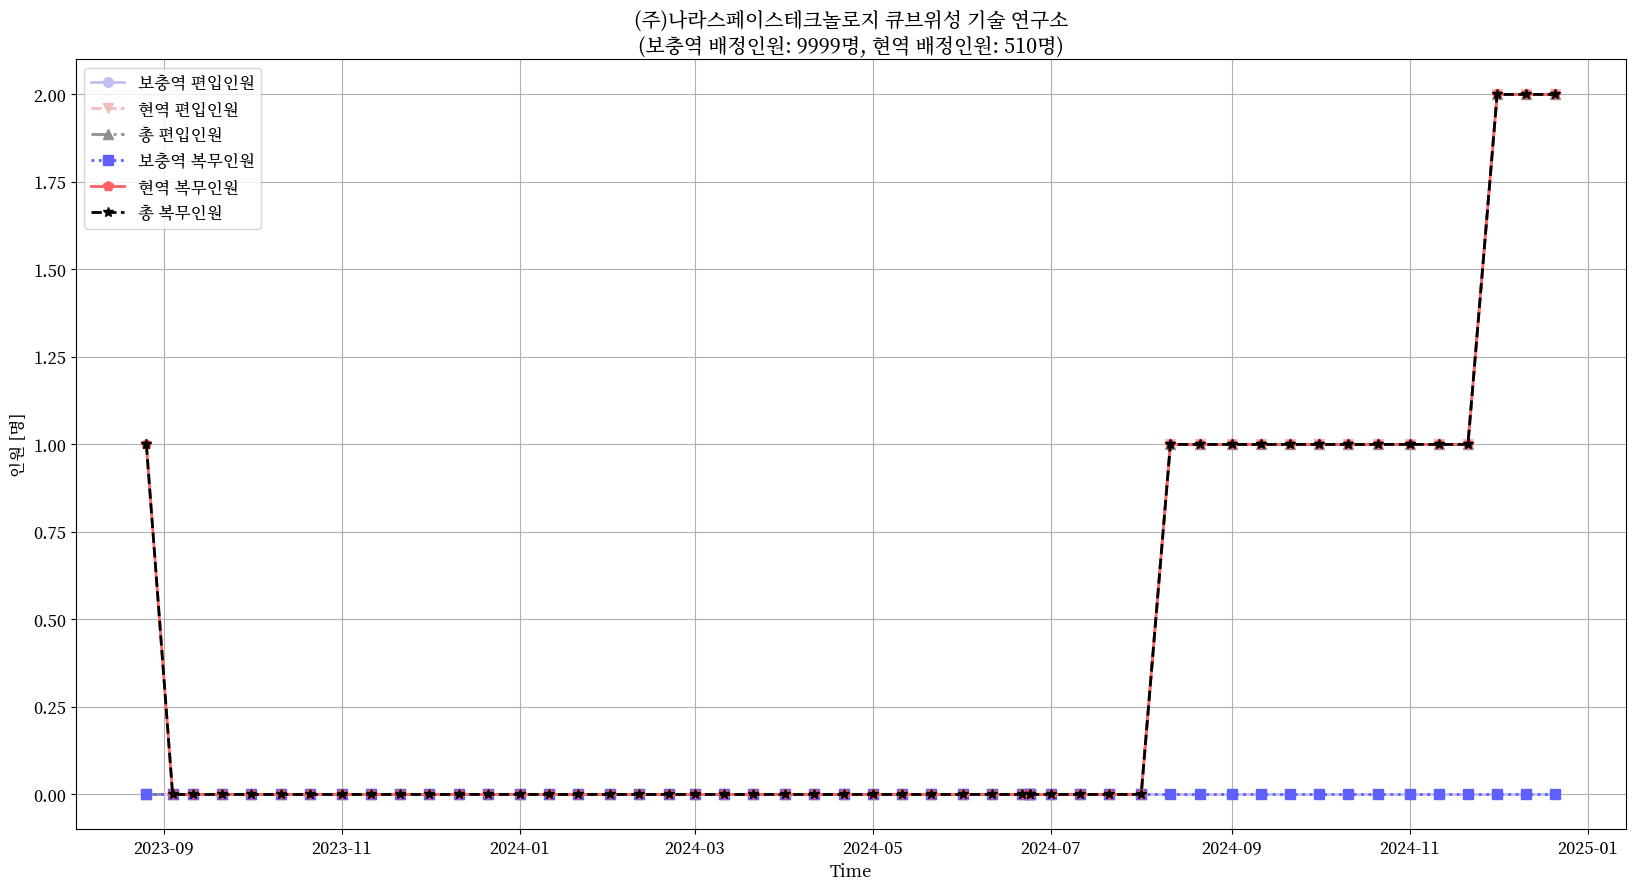 (주)나라스페이스테크놀로지 큐브위성 기술 연구소
(보충역 배정인원: 9999명, 현역 배정인원: 510명)
보충역 편입인원
현역 편입인원
총 편입인원
보충역 복무인원
현역 복무인원
총 복무인원
인원 [명]
2.00
1.75
1.50
1.25
1.00
0.75
0.50
0.25
0.00
2023-09 2023-11 2024-01 2024-03 2024-05 2024-07 2024-09 2024-11 2025-01
Time